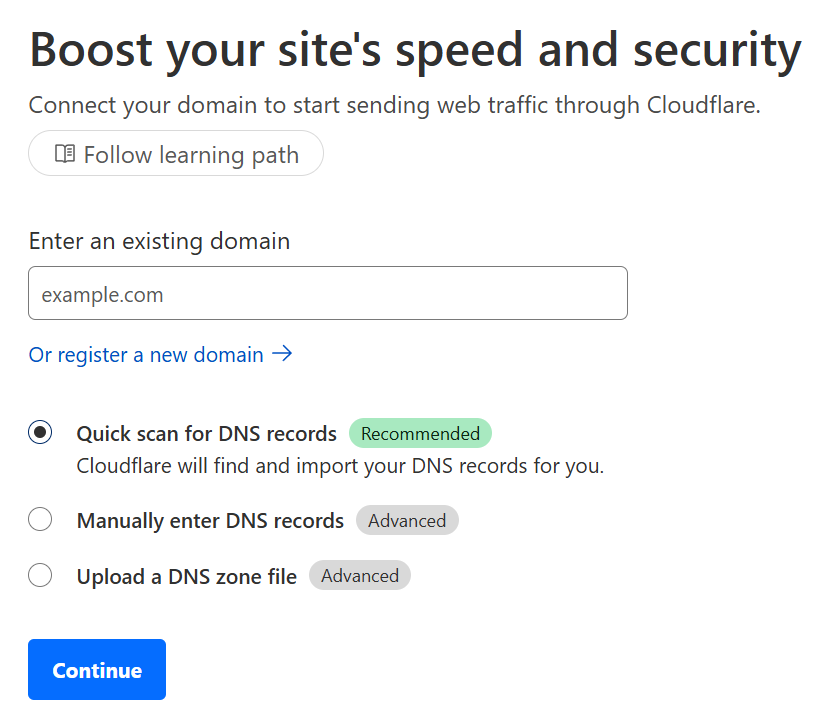 Boost your site's speed and security
Connect your domain to start sending web traffic through Cloudflare.
Follow learning path
Enter an existing domain
example.com
Or register a new domain →
Quick scan for DNS records Recommended
Cloudflare will find and import your DNS records for you.
Manually enter DNS records Advanced
Upload a DNS zone file Advanced
Continue